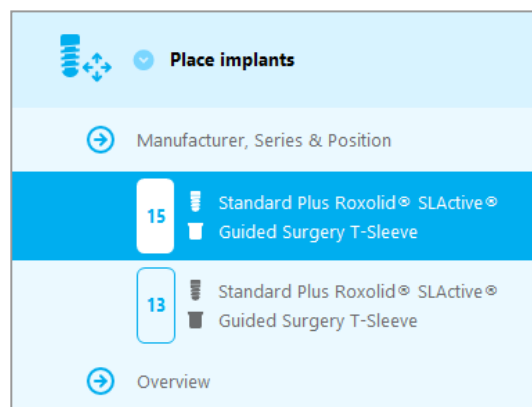 Place implants
Manufacturer, Series & Position
15
Standard Plus Roxolid® SLActive®
Guided Surgery T-Sleeve
13
Standard Plus Roxolid® SLActive®
Guided Surgery T-Sleeve
Overview